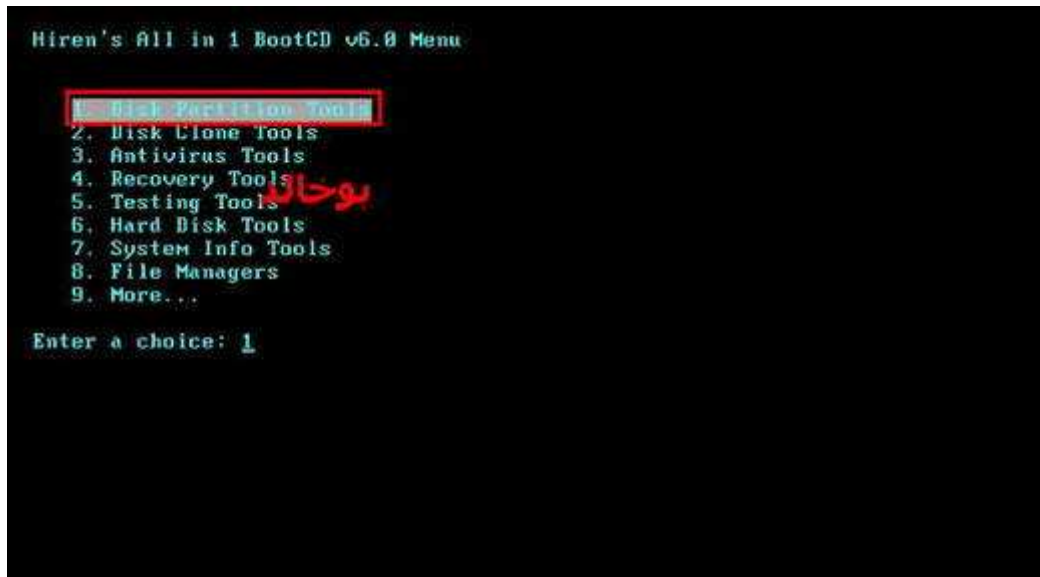 Hiren's All in 1 BootCD v6.0 Menu
1. Disk Partition Tools
2. Disk Clone Tools
3. Antivirus Tools
4. Recovery Tools
بوخالد
5. Testing Tools
6. Hard Disk Tools
7. System Info Tools
8. File Managers
9. More...
Enter a choice: 1